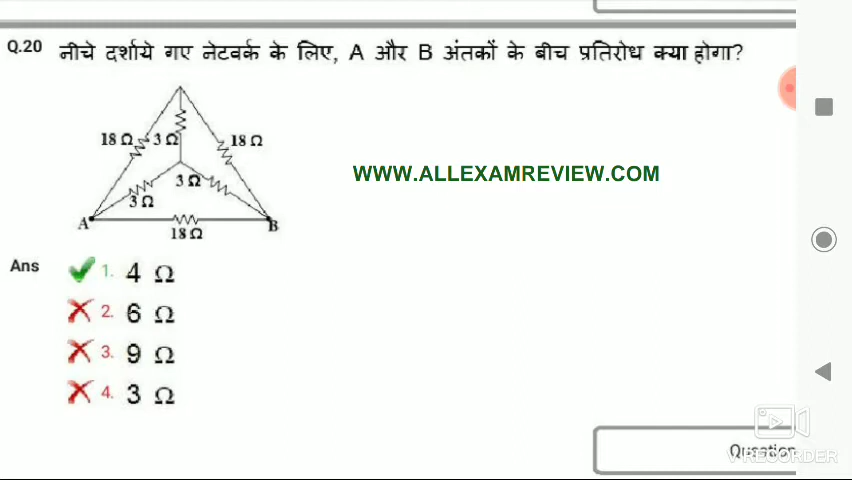 Q.20 नीचे दर्शाये गए नेटवर्क के लिए, A और B अंतकों के बीच प्रतिरोध क्या होगा?
18 Ω 3 Ω 18 Ω
WWW.ALLEXAMREVIEW.COM
3 Ω
3 Ω
A B
18 Ω
Ans 1. 4 Ω
2. 6 Ω
3. 9 Ω
4. 3 Ω
Question
V RECORDER